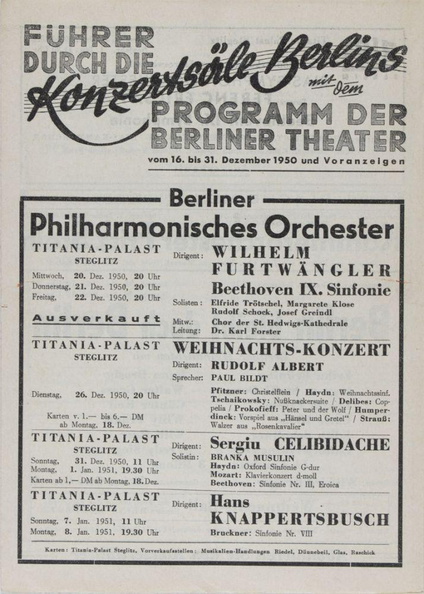 FÜHRER
DURCH DIE
Konzertsäle Berlins
mit dem
PROGRAMM DER
BERLINER THEATER
vom 16. bis 31. Dezember 1950 und Voranzeigen
Berliner
Philharmonisches Orchester
TITANIA-PALAST
STEGLITZ
Mittwoch, 20. Dez. 1950, 20 Uhr
Donnerstag, 21. Dez. 1950, 20 Uhr
Freitag, 22. Dez. 1950, 20 Uhr
Ausverkauft
Dirigent: WILHELM
FURTWÄNGLER
Beethoven IX. Sinfonie
Solisten: Elfride Trötschel, Margarete Klose
Rudolf Schock, Josef Greindl
Mitw.: Chor der St. Hedwigs-Kathedrale
Leitung: Dr. Karl Forster
TITANIA-PALAST
STEGLITZ
Dienstag, 26. Dez. 1950, 20 Uhr
Karten v. 1.— bis 6.— DM
ab Montag, 18. Dez.
WEIHNACHTS-KONZERT
Dirigent: RUDOLF ALBERT
Sprecher: PAUL BILDT
Pfitzner: Christelflein / Haydn: Weihnachtssinf.
Tschaikowsky: Nußknackersuite / Delibes: Cop-
pelia / Prokofieff: Peter und der Wolf / Humper-
dinck: Vorspiel aus „Hänsel und Gretel" / Strauß:
Walzer aus „Rosenkavalier"
TITANIA-PALAST
STEGLITZ
Sonntag, 31. Dez. 1950, 11 Uhr
Montag, 1. Jan. 1951, 19.30 Uhr
Karten ab 1,— DM ab Montag, 18. Dez.
Dirigent: Sergiu CELIBIDACHE
Solistin: BRANKA MUSULIN
Haydn: Oxford Sinfonie G-dur
Mozart: Klavierkonzert d-moll
Beethoven: Sinfonie Nr. III, Eroica
TITANIA-PALAST
STEGLITZ
Sonntag, 7. Jan. 1951, 11 Uhr
Montag, 8. Jan. 1951, 19.30 Uhr
Dirigent: Hans
KNAPPERTSBUSCH
Bruckner: Sinfonie Nr. VIII
Karten: Titania-Palast Steglitz, Vorverkaufsstellen: Musikalien-Handlungen Riedel, Dünnebeil, Glas, Raschick